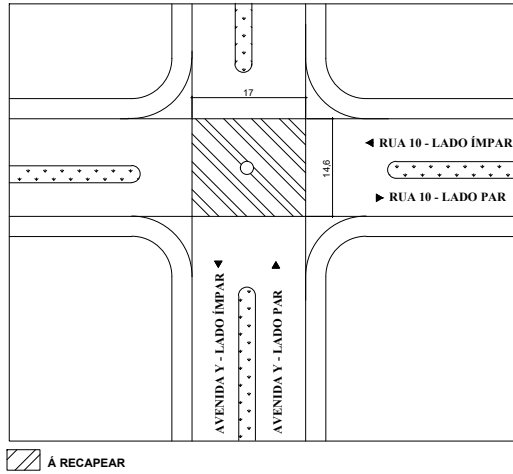 17
14,6
◄ RUA 10 - LADO ÍMPAR
► RUA 10 - LADO PAR
AVENIDA Y - LADO ÍMPAR
AVENIDA Y - LADO PAR
Á RECAPEAR